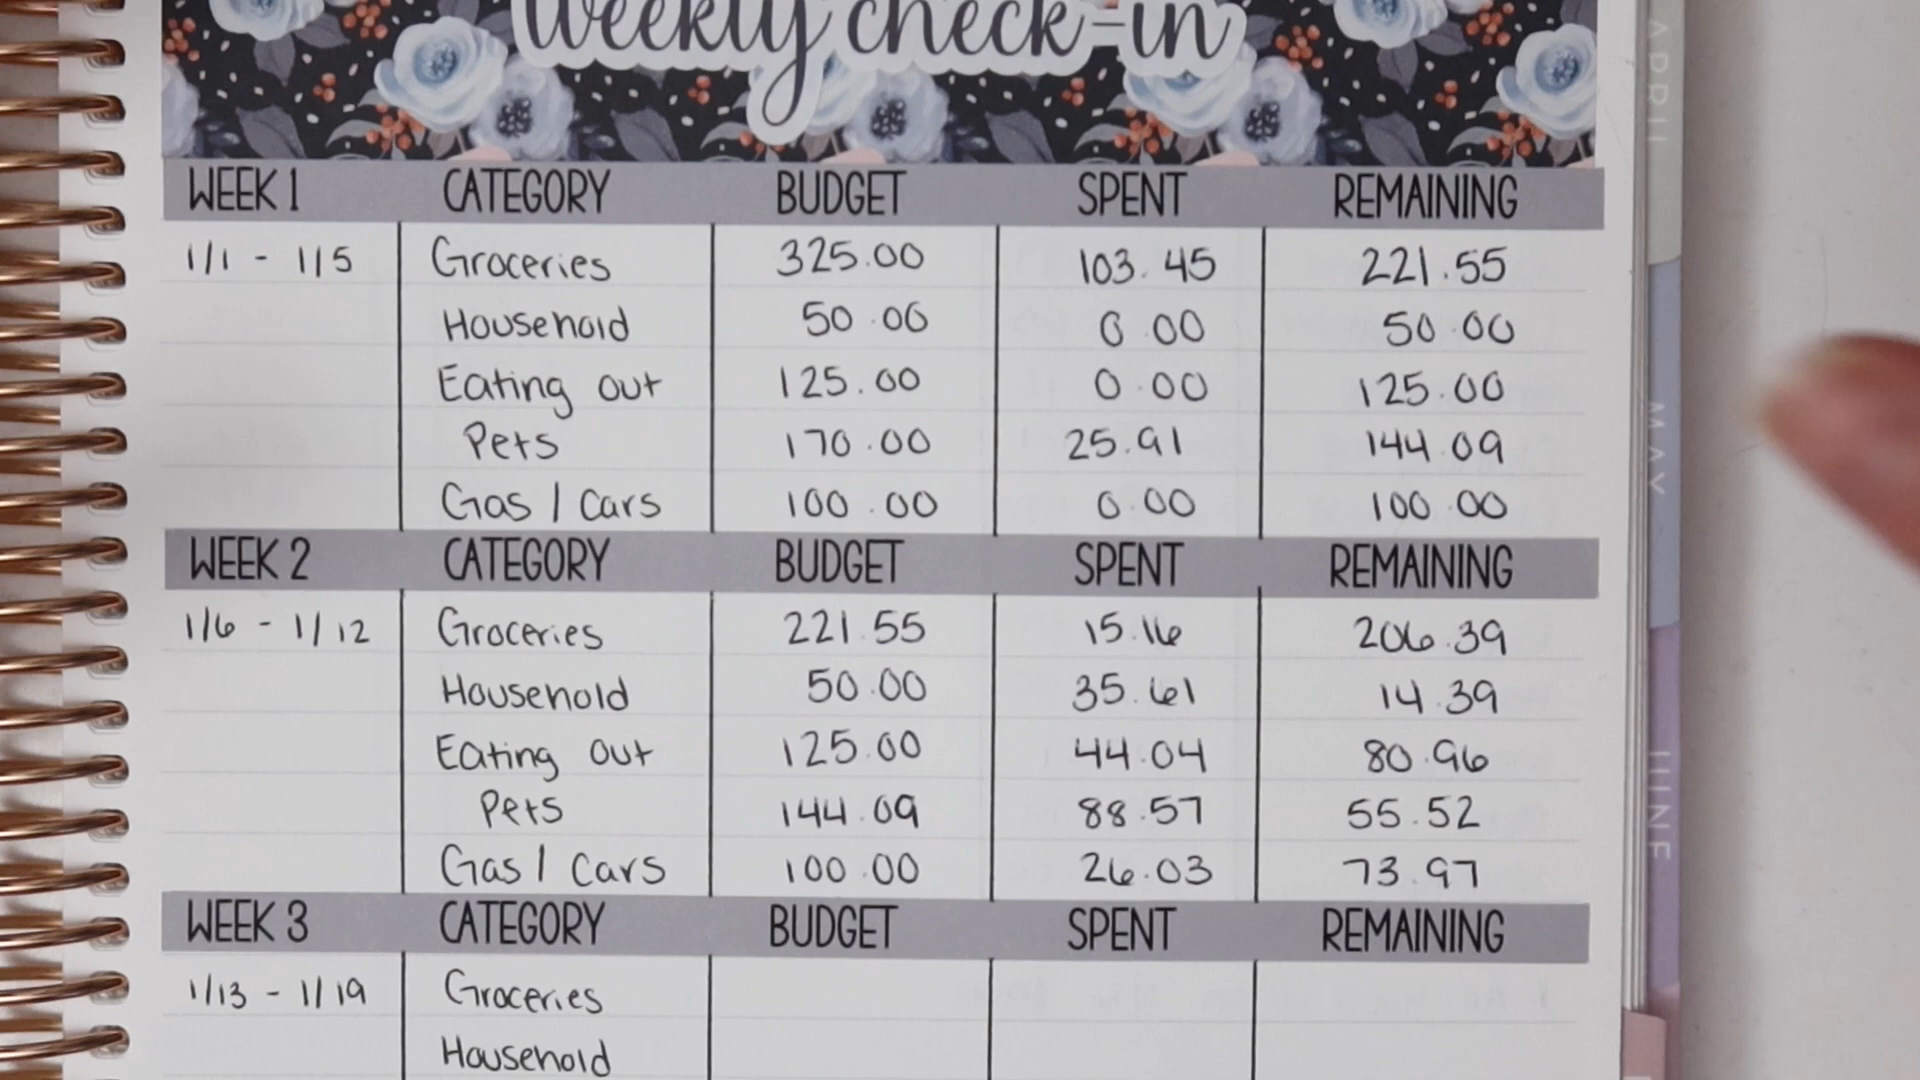 Weekly check-in
WEEK 1 CATEGORY BUDGET SPENT REMAINING
1/1 - 1/5 Groceries 325.00 103.45 221.55
Household 50.00 0.00 50.00
Eating out 125.00 0.00 125.00
Pets 170.00 25.91 144.09
Gas / Cars 100.00 0.00 100.00
WEEK 2 CATEGORY BUDGET SPENT REMAINING
1/6 - 1/12 Groceries 221.55 15.16 206.39
Household 50.00 35.61 14.39
Eating out 125.00 44.04 80.96
Pets 144.09 88.57 55.52
Gas / Cars 100.00 26.03 73.97
WEEK 3 CATEGORY BUDGET SPENT REMAINING
1/13 - 1/19 Groceries
Household
APRIL
MAY
JUNE